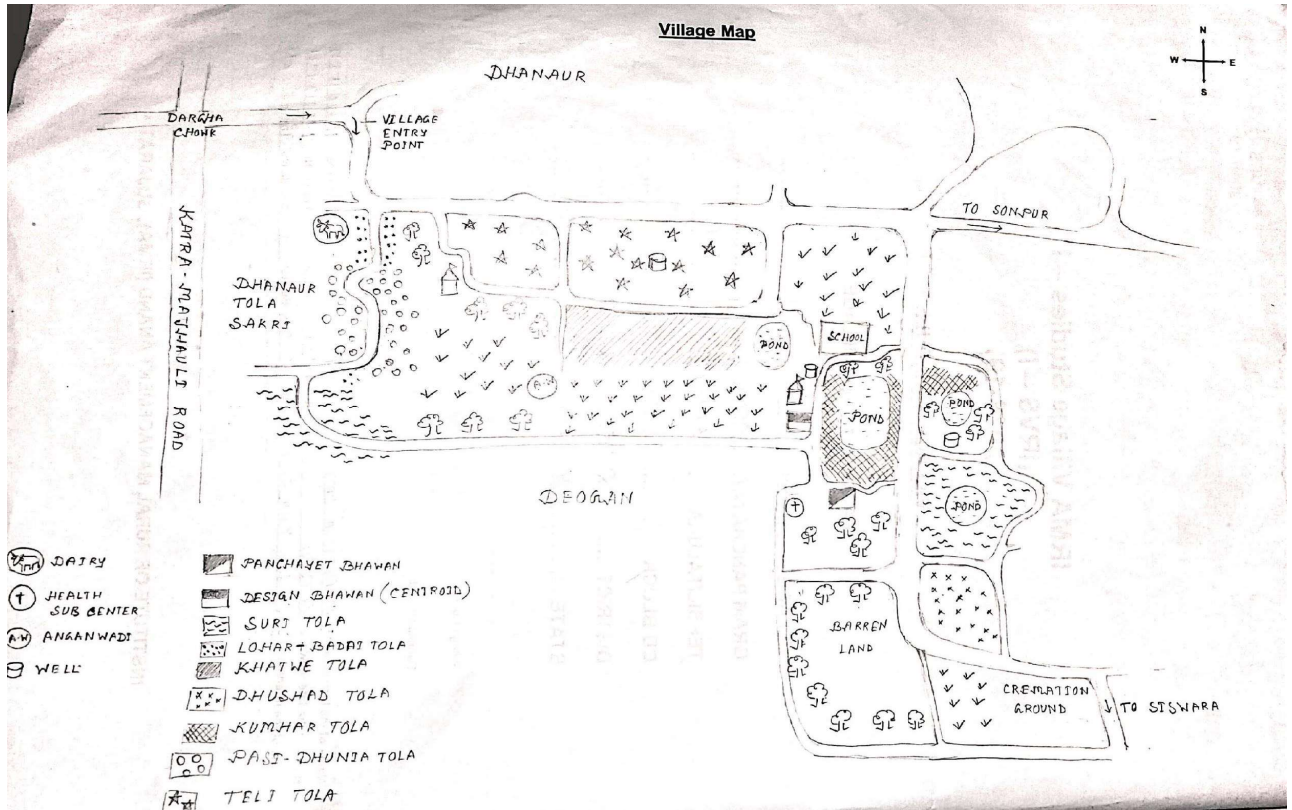 Village Map
N
W E
S
DHANAUR
DARGHA
CHOWK
VILLAGE
ENTRY
POINT
TO SONPUR
KATRA-MAJHAULI ROAD
DHANAUR
TOLA
SAKRI
SCHOOL
POND
A-W
POND
POND
DEOGAN
POND
BARREN
LAND
CREMATION
GROUND
TO SISWARA
DAIRY
HEALTH
SUB CENTER
A-W ANGANWADI
WELL
PANCHAYET BHAWAN
DESIGN BHAWAN (CENTROID)
SURI TOLA
LOHAR + BADAI TOLA
KHATWE TOLA
DHUSHAD TOLA
KUMHAR TOLA
PASI-DHUNIA TOLA
TELI TOLA